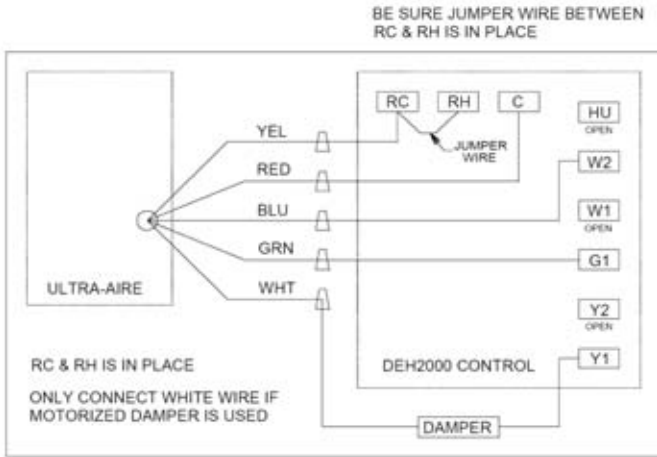 BE SURE JUMPER WIRE BETWEEN
RC & RH IS IN PLACE
RC
RH
C
HU
OPEN
JUMPER
WIRE
W2
W1
OPEN
G1
Y2
OPEN
Y1
YEL
RED
BLU
GRN
WHT
ULTRA-AIRE
DEH2000 CONTROL
RC & RH IS IN PLACE
ONLY CONNECT WHITE WIRE IF
MOTORIZED DAMPER IS USED
DAMPER